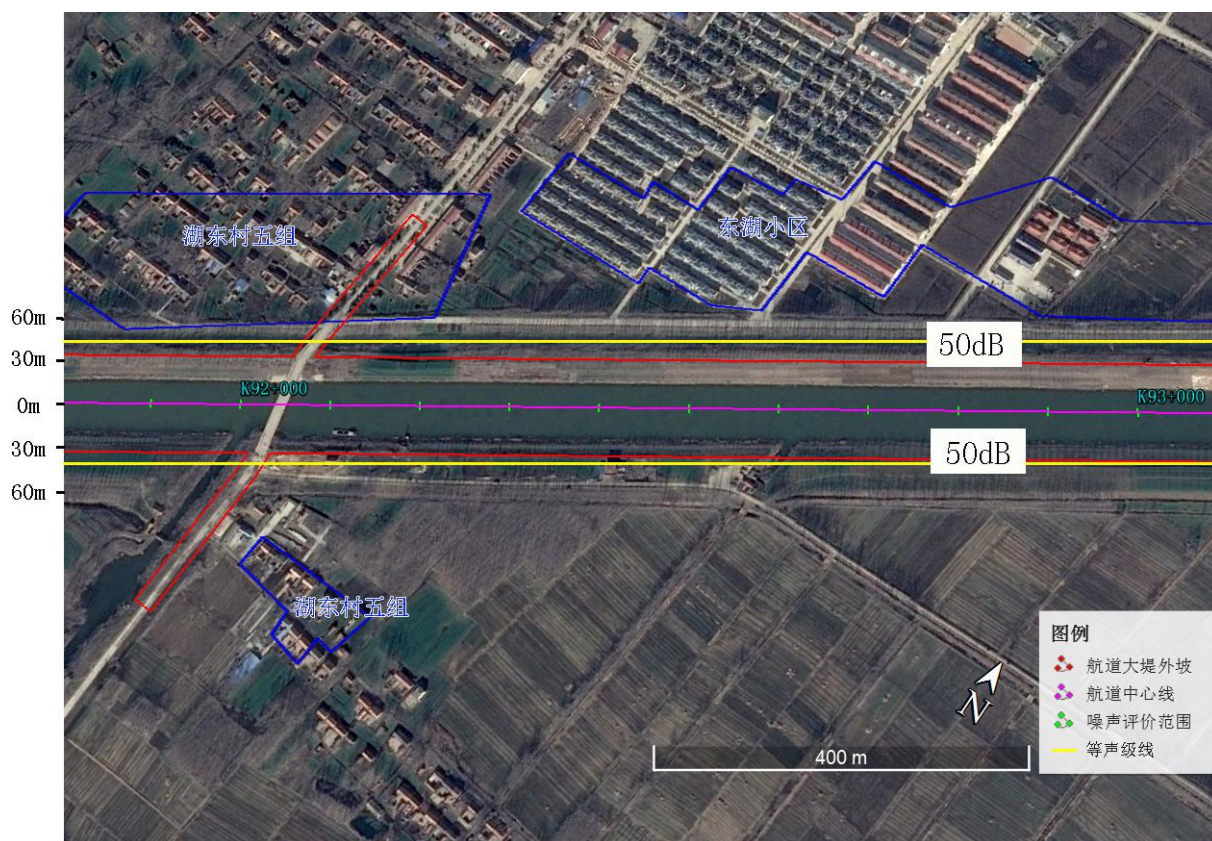 湖东村五组
东湖小区
60m
50dB
30m
K92+000
K93+000
0m
30m
50dB
60m
湖东村五组
图例
航道大堤外坡
航道中心线
噪声评价范围
等声级线
N
400 m